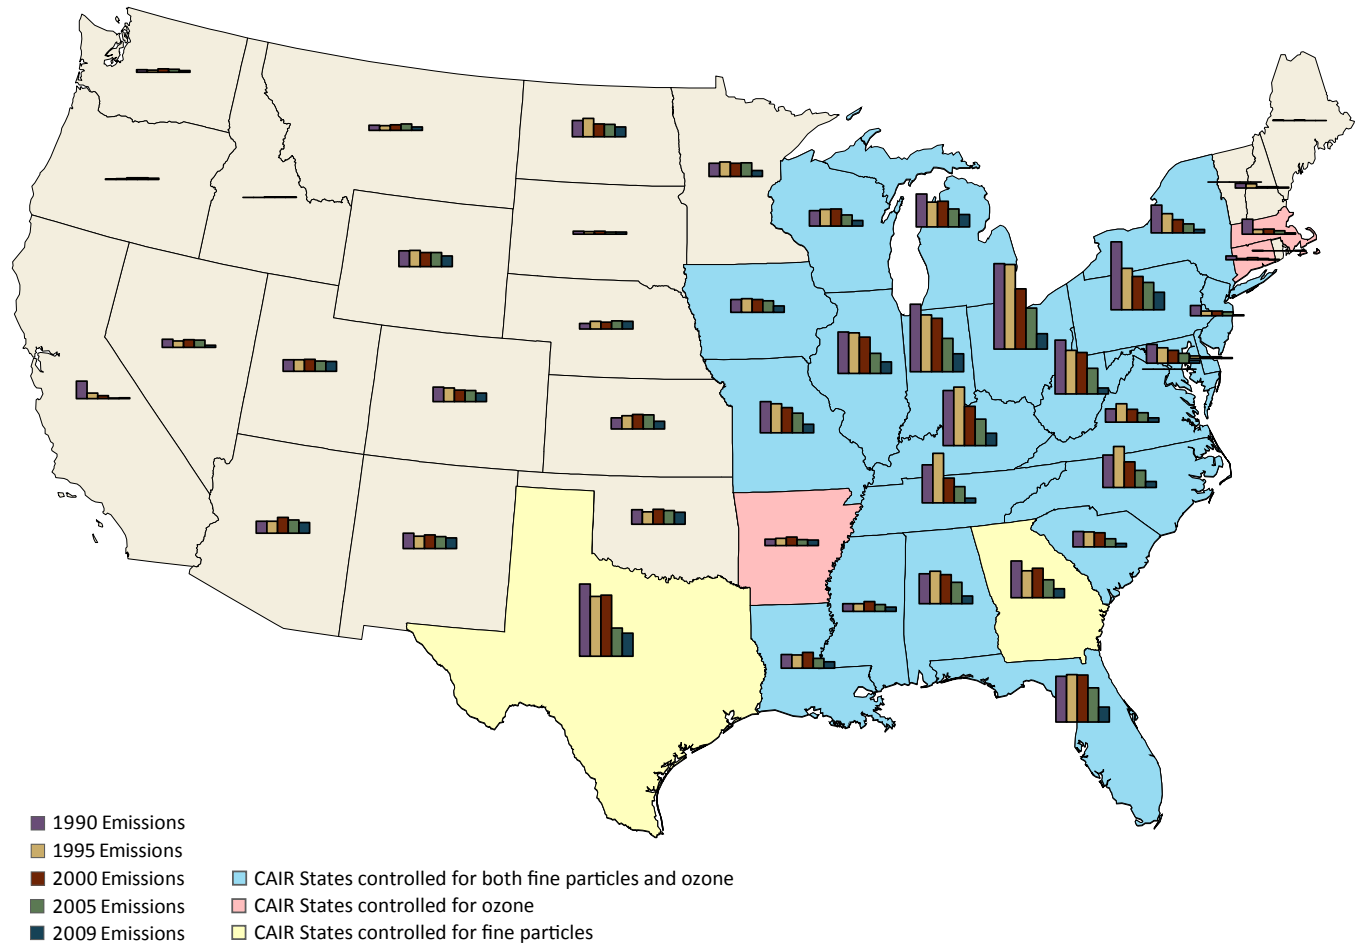 1990 Emissions
1995 Emissions
2000 Emissions
2005 Emissions
2009 Emissions
CAIR States controlled for both fine particles and ozone
CAIR States controlled for ozone
CAIR States controlled for fine particles